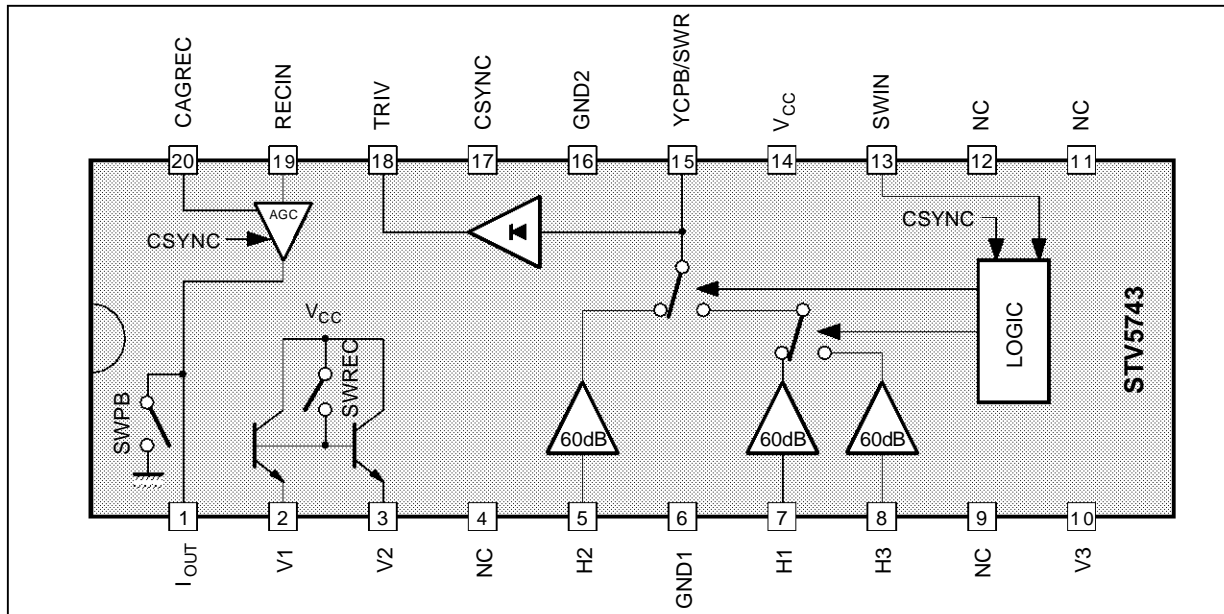 CAGREC
RECIN
TRIV
CSYNC
GND2
YCPB/SWR
VCC
SWIN
NC
NC
20
19
18
17
16
15
14
13
12
11
AGC
CSYNC
CSYNC
VCC
SWREC
SWPB
LOGIC
STV5743
60dB
60dB
60dB
1
2
3
4
5
6
7
8
9
10
IOUT
V1
V2
NC
H2
GND1
H1
H3
NC
V3